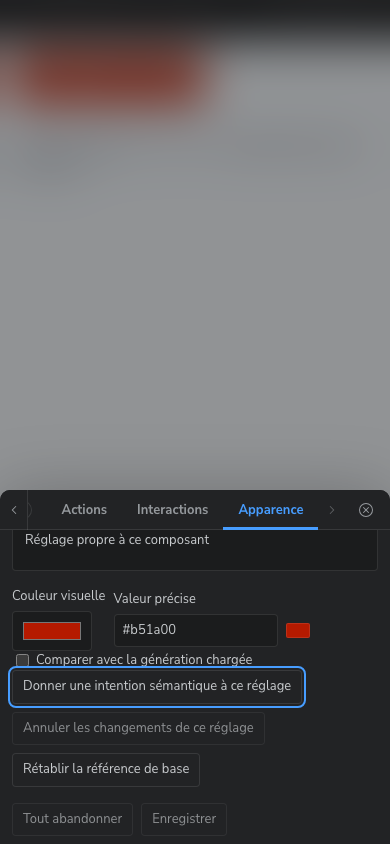 Actions Interactions Apparence
Réglage propre à ce composant
Couleur visuelle Valeur précise
#b51a00
Comparer avec la génération chargée
Donner une intention sémantique à ce réglage
Annuler les changements de ce réglage
Rétablir la référence de base
Tout abandonner Enregistrer